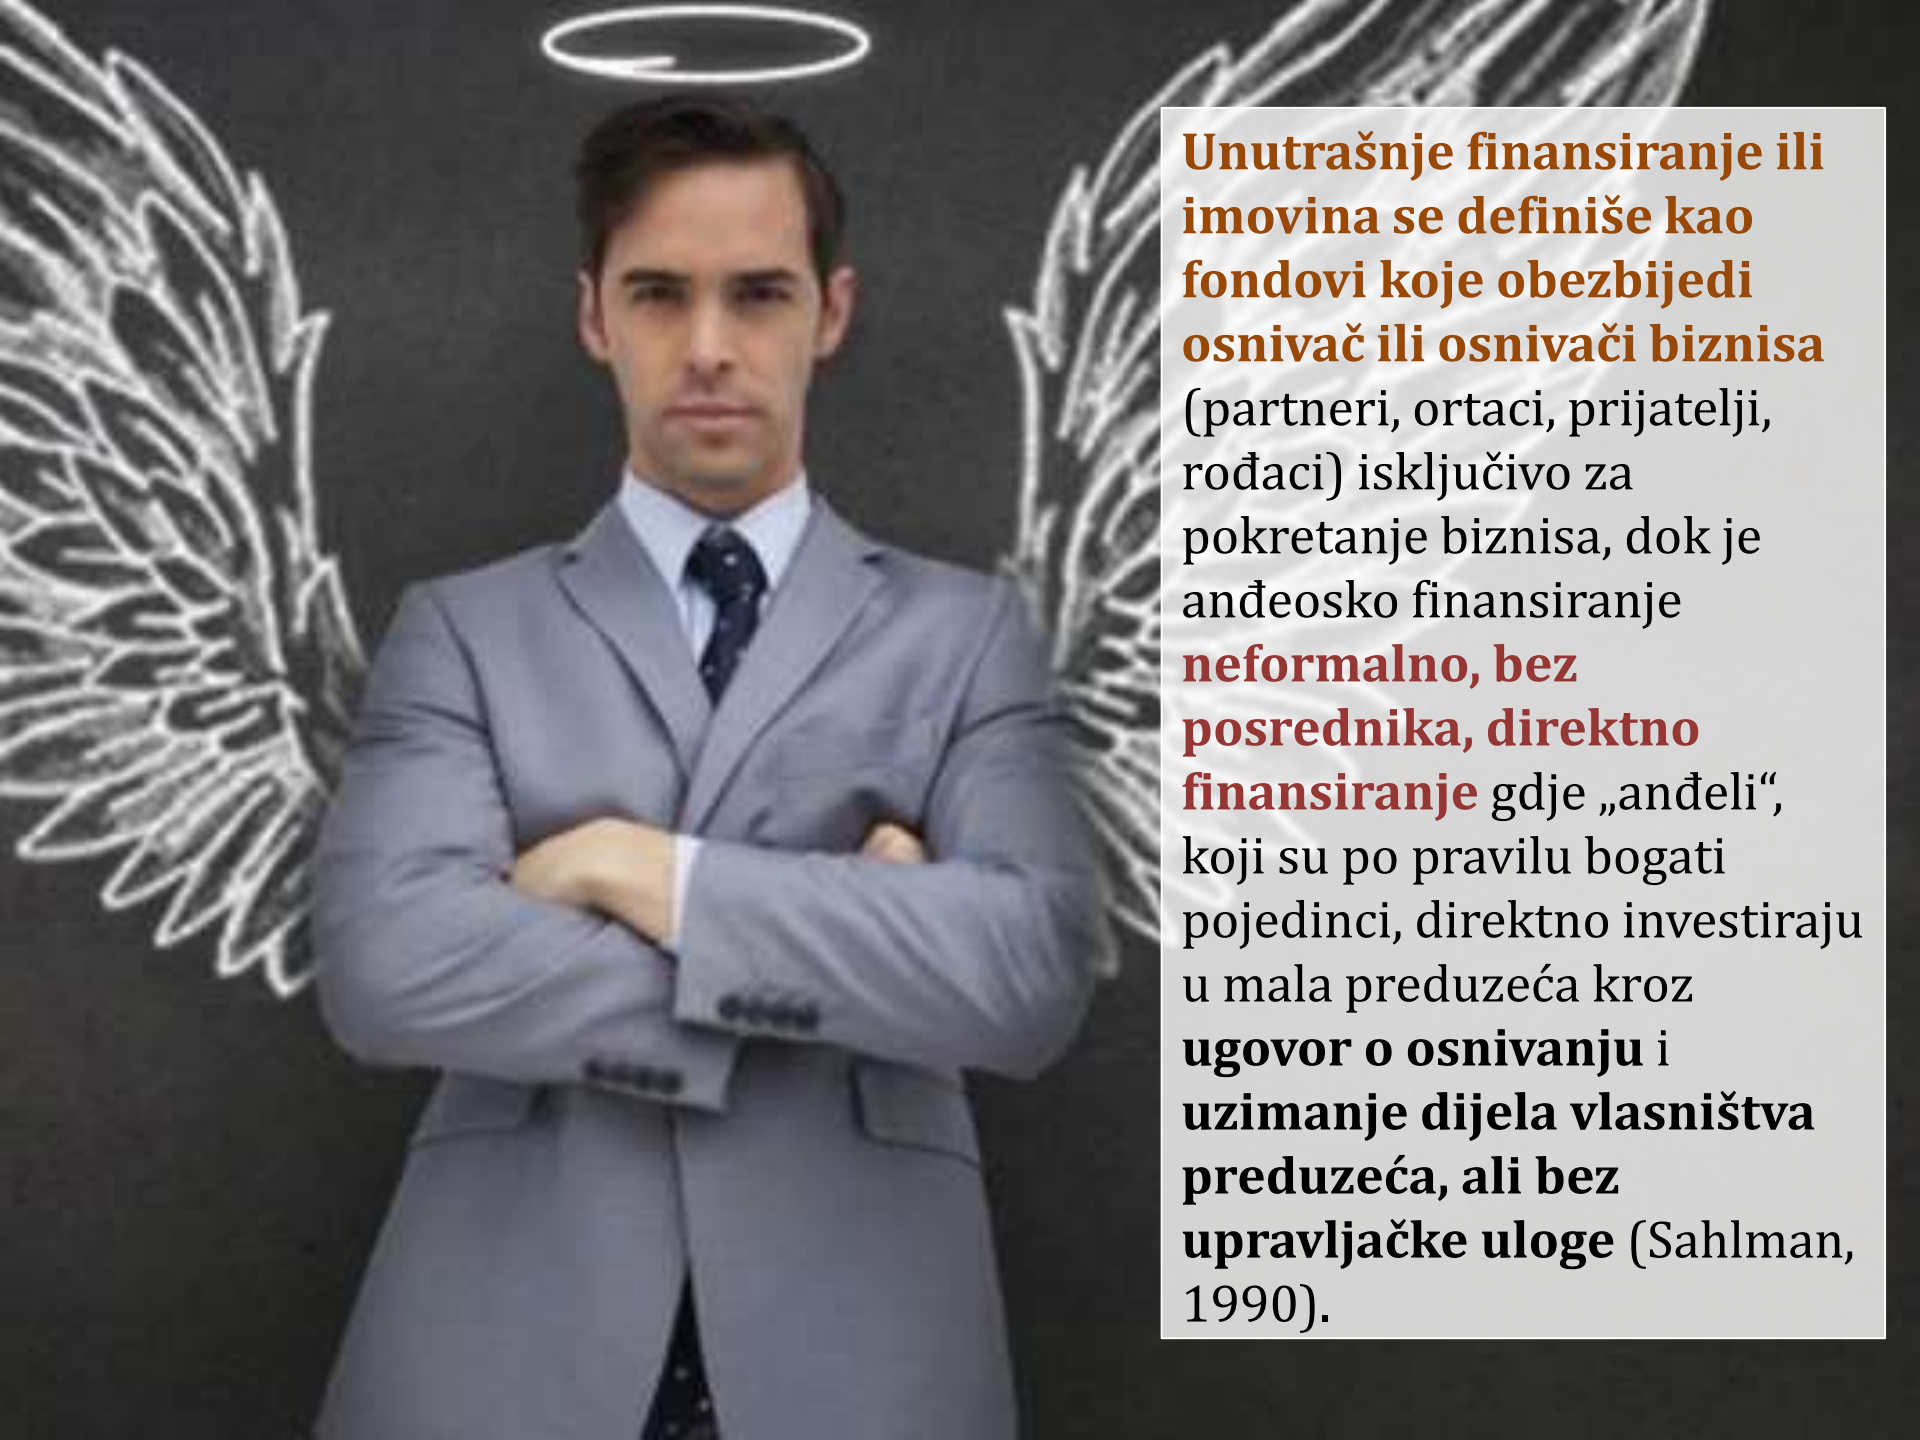 Unutrašnje finansiranje ili
imovina se definiše kao
fondovi koje obezbijedi
osnivač ili osnivači biznisa
(partneri, ortaci, prijatelji,
rođaci) isključivo za
pokretanje biznisa, dok je
anđeosko finansiranje
neformalno, bez
posrednika, direktno
finansiranje gdje „anđeli“,
koji su po pravilu bogati
pojedinci, direktno investiraju
u mala preduzeća kroz
ugovor o osnivanju i
uzimanje dijela vlasništva
preduzeća, ali bez
upravljačke uloge (Sahlman,
1990).